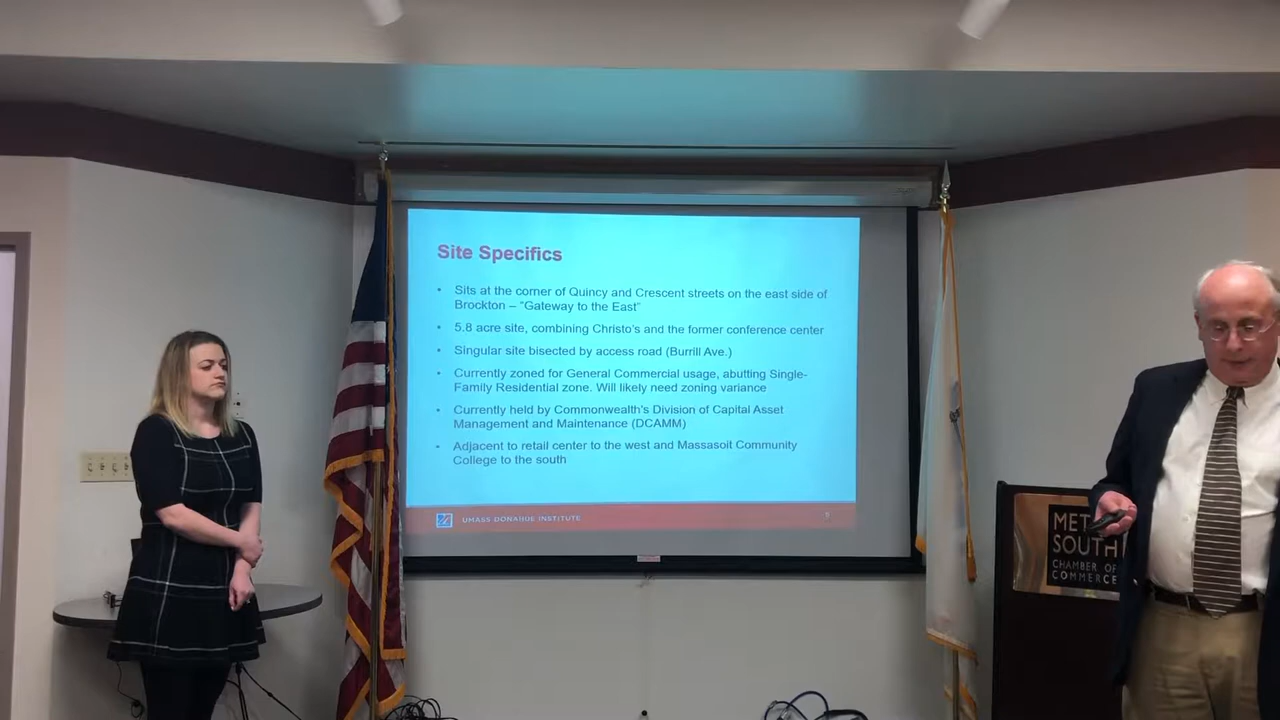 Site Specifics
• Sits at the corner of Quincy and Crescent streets on the east side of
Brockton – "Gateway to the East"
• 5.8 acre site, combining Christo's and the former conference center
• Singular site bisected by access road (Burrill Ave.)
• Currently zoned for General Commercial usage, abutting Single-
Family Residential zone. Will likely need zoning variance
• Currently held by Commonwealth's Division of Capital Asset
Management and Maintenance (DCAMM)
• Adjacent to retail center to the west and Massasoit Community
College to the south
UMASS DONAHUE INSTITUTE
MET
SOUTH
CHAMBER OF
COMMERCE